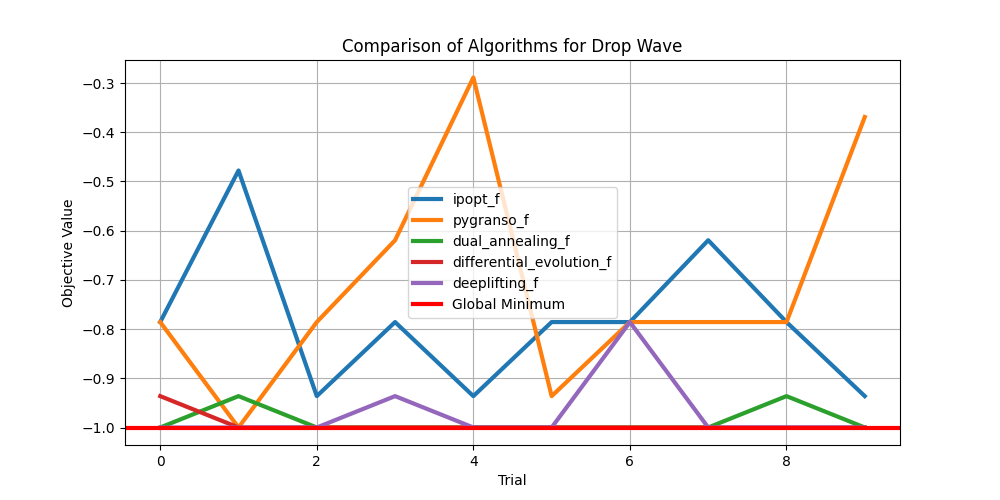 Comparison of Algorithms for Drop Wave
Objective Value
−0.3
−0.4
−0.5
−0.6
−0.7
−0.8
−0.9
−1.0
ipopt_f
pygranso_f
dual_annealing_f
differential_evolution_f
deeplifting_f
Global Minimum
0 2 4 6 8
Trial